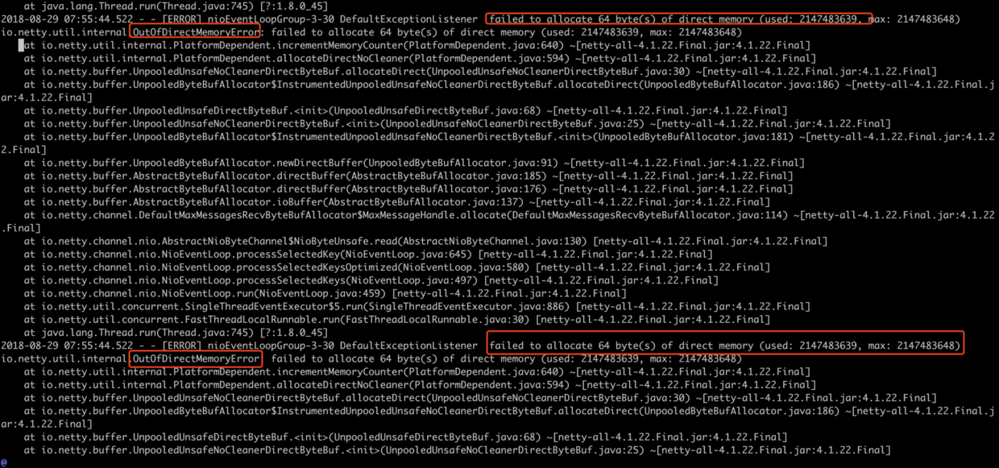 at java.lang.Thread.run(Thread.java:745) [?:1.8.0_45]
2018-08-29 07:55:44.522 - - [ERROR] nioEventLoopGroup-3-30 DefaultExceptionListener  failed to allocate 64 byte(s) of direct memory (used: 2147483639, max: 2147483648)
io.netty.util.internal.OutOfDirectMemoryError: failed to allocate 64 byte(s) of direct memory (used: 2147483639, max: 2147483648)
    at io.netty.util.internal.PlatformDependent.incrementMemoryCounter(PlatformDependent.java:640) ~[netty-all-4.1.22.Final.jar:4.1.22.Final]
    at io.netty.util.internal.PlatformDependent.allocateDirectNoCleaner(PlatformDependent.java:594) ~[netty-all-4.1.22.Final.jar:4.1.22.Final]
    at io.netty.buffer.UnpooledUnsafeNoCleanerDirectByteBuf.allocateDirect(UnpooledUnsafeNoCleanerDirectByteBuf.java:30) ~[netty-all-4.1.22.Final.jar:4.1.22.Final]
    at io.netty.buffer.UnpooledByteBufAllocator$InstrumentedUnpooledUnsafeNoCleanerDirectByteBuf.allocateDirect(UnpooledByteBufAllocator.java:186) ~[netty-all-4.1.22.Final.j
ar:4.1.22.Final]
    at io.netty.buffer.UnpooledUnsafeDirectByteBuf.<init>(UnpooledUnsafeDirectByteBuf.java:68) ~[netty-all-4.1.22.Final.jar:4.1.22.Final]
    at io.netty.buffer.UnpooledUnsafeNoCleanerDirectByteBuf.<init>(UnpooledUnsafeNoCleanerDirectByteBuf.java:25) ~[netty-all-4.1.22.Final.jar:4.1.22.Final]
    at io.netty.buffer.UnpooledByteBufAllocator$InstrumentedUnpooledUnsafeNoCleanerDirectByteBuf.<init>(UnpooledByteBufAllocator.java:181) ~[netty-all-4.1.22.Final.jar:4.1.2
2.Final]
    at io.netty.buffer.UnpooledByteBufAllocator.newDirectBuffer(UnpooledByteBufAllocator.java:91) ~[netty-all-4.1.22.Final.jar:4.1.22.Final]
    at io.netty.buffer.AbstractByteBufAllocator.directBuffer(AbstractByteBufAllocator.java:185) ~[netty-all-4.1.22.Final.jar:4.1.22.Final]
    at io.netty.buffer.AbstractByteBufAllocator.directBuffer(AbstractByteBufAllocator.java:176) ~[netty-all-4.1.22.Final.jar:4.1.22.Final]
    at io.netty.buffer.AbstractByteBufAllocator.ioBuffer(AbstractByteBufAllocator.java:137) ~[netty-all-4.1.22.Final.jar:4.1.22.Final]
    at io.netty.channel.DefaultMaxMessagesRecvByteBufAllocator$MaxMessageHandle.allocate(DefaultMaxMessagesRecvByteBufAllocator.java:114) ~[netty-all-4.1.22.Final.jar:4.1.22
.Final]
    at io.netty.channel.nio.AbstractNioByteChannel$NioByteUnsafe.read(AbstractNioByteChannel.java:130) [netty-all-4.1.22.Final.jar:4.1.22.Final]
    at io.netty.channel.nio.NioEventLoop.processSelectedKey(NioEventLoop.java:645) [netty-all-4.1.22.Final.jar:4.1.22.Final]
    at io.netty.channel.nio.NioEventLoop.processSelectedKeysOptimized(NioEventLoop.java:580) [netty-all-4.1.22.Final.jar:4.1.22.Final]
    at io.netty.channel.nio.NioEventLoop.processSelectedKeys(NioEventLoop.java:497) [netty-all-4.1.22.Final.jar:4.1.22.Final]
    at io.netty.channel.nio.NioEventLoop.run(NioEventLoop.java:459) [netty-all-4.1.22.Final.jar:4.1.22.Final]
    at io.netty.util.concurrent.SingleThreadEventExecutor$5.run(SingleThreadEventExecutor.java:886) [netty-all-4.1.22.Final.jar:4.1.22.Final]
    at io.netty.util.concurrent.FastThreadLocalRunnable.run(FastThreadLocalRunnable.java:30) [netty-all-4.1.22.Final.jar:4.1.22.Final]
    at java.lang.Thread.run(Thread.java:745) [?:1.8.0_45]
2018-08-29 07:55:44.522 - - [ERROR] nioEventLoopGroup-3-30 DefaultExceptionListener  failed to allocate 64 byte(s) of direct memory (used: 2147483639, max: 2147483648)
io.netty.util.internal.OutOfDirectMemoryError: failed to allocate 64 byte(s) of direct memory (used: 2147483639, max: 2147483648)
    at io.netty.util.internal.PlatformDependent.incrementMemoryCounter(PlatformDependent.java:640) ~[netty-all-4.1.22.Final.jar:4.1.22.Final]
    at io.netty.util.internal.PlatformDependent.allocateDirectNoCleaner(PlatformDependent.java:594) ~[netty-all-4.1.22.Final.jar:4.1.22.Final]
    at io.netty.buffer.UnpooledUnsafeNoCleanerDirectByteBuf.allocateDirect(UnpooledUnsafeNoCleanerDirectByteBuf.java:30) ~[netty-all-4.1.22.Final.jar:4.1.22.Final]
    at io.netty.buffer.UnpooledByteBufAllocator$InstrumentedUnpooledUnsafeNoCleanerDirectByteBuf.allocateDirect(UnpooledByteBufAllocator.java:186) ~[netty-all-4.1.22.Final.j
ar:4.1.22.Final]
    at io.netty.buffer.UnpooledUnsafeDirectByteBuf.<init>(UnpooledUnsafeDirectByteBuf.java:68) ~[netty-all-4.1.22.Final.jar:4.1.22.Final]
    at io.netty.buffer.UnpooledUnsafeNoCleanerDirectByteBuf.<init>(UnpooledUnsafeNoCleanerDirectByteBuf.java:25) ~[netty-all-4.1.22.Final.jar:4.1.22.Final]
@